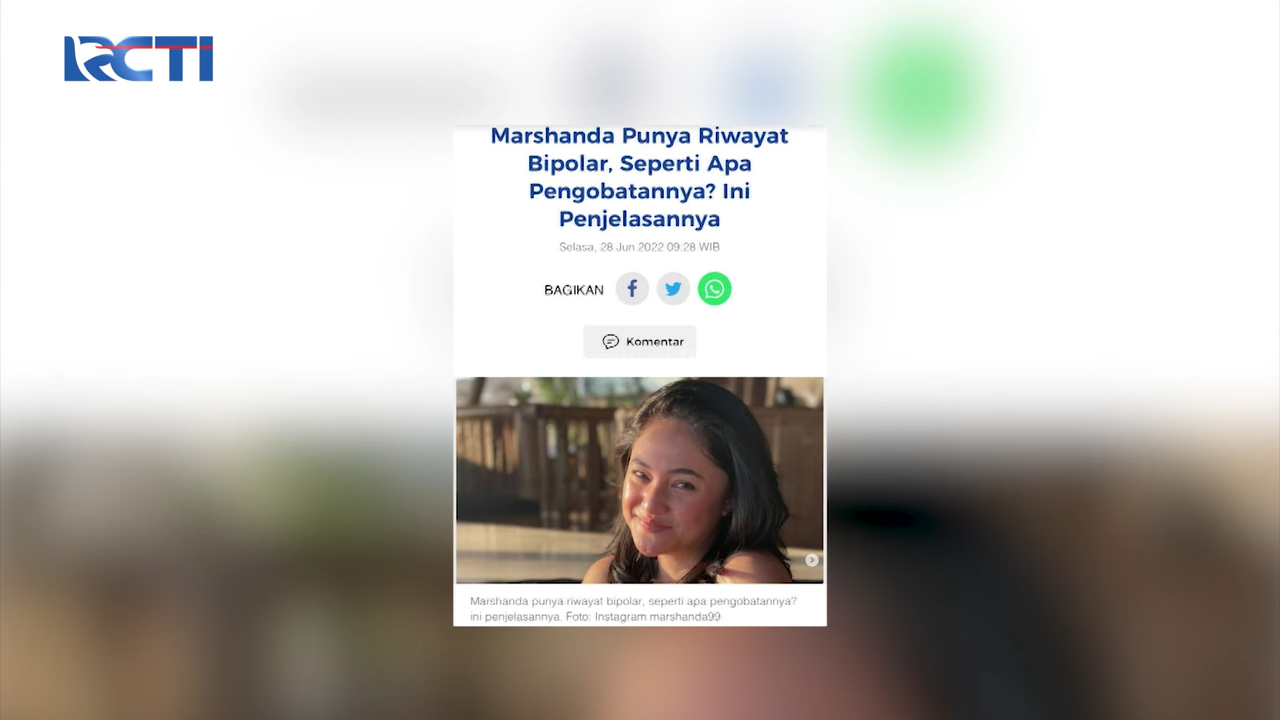 RCTI
Marshanda Punya Riwayat
Bipolar, Seperti Apa
Pengobatannya? Ini
Penjelasannya
Selasa, 28 Jun 2022 09:28 WIB
BAGIKAN
Komentar
Marshanda punya riwayat bipolar, seperti apa pengobatannya?
ini penjelasannya. Foto: Instagram marshanda99